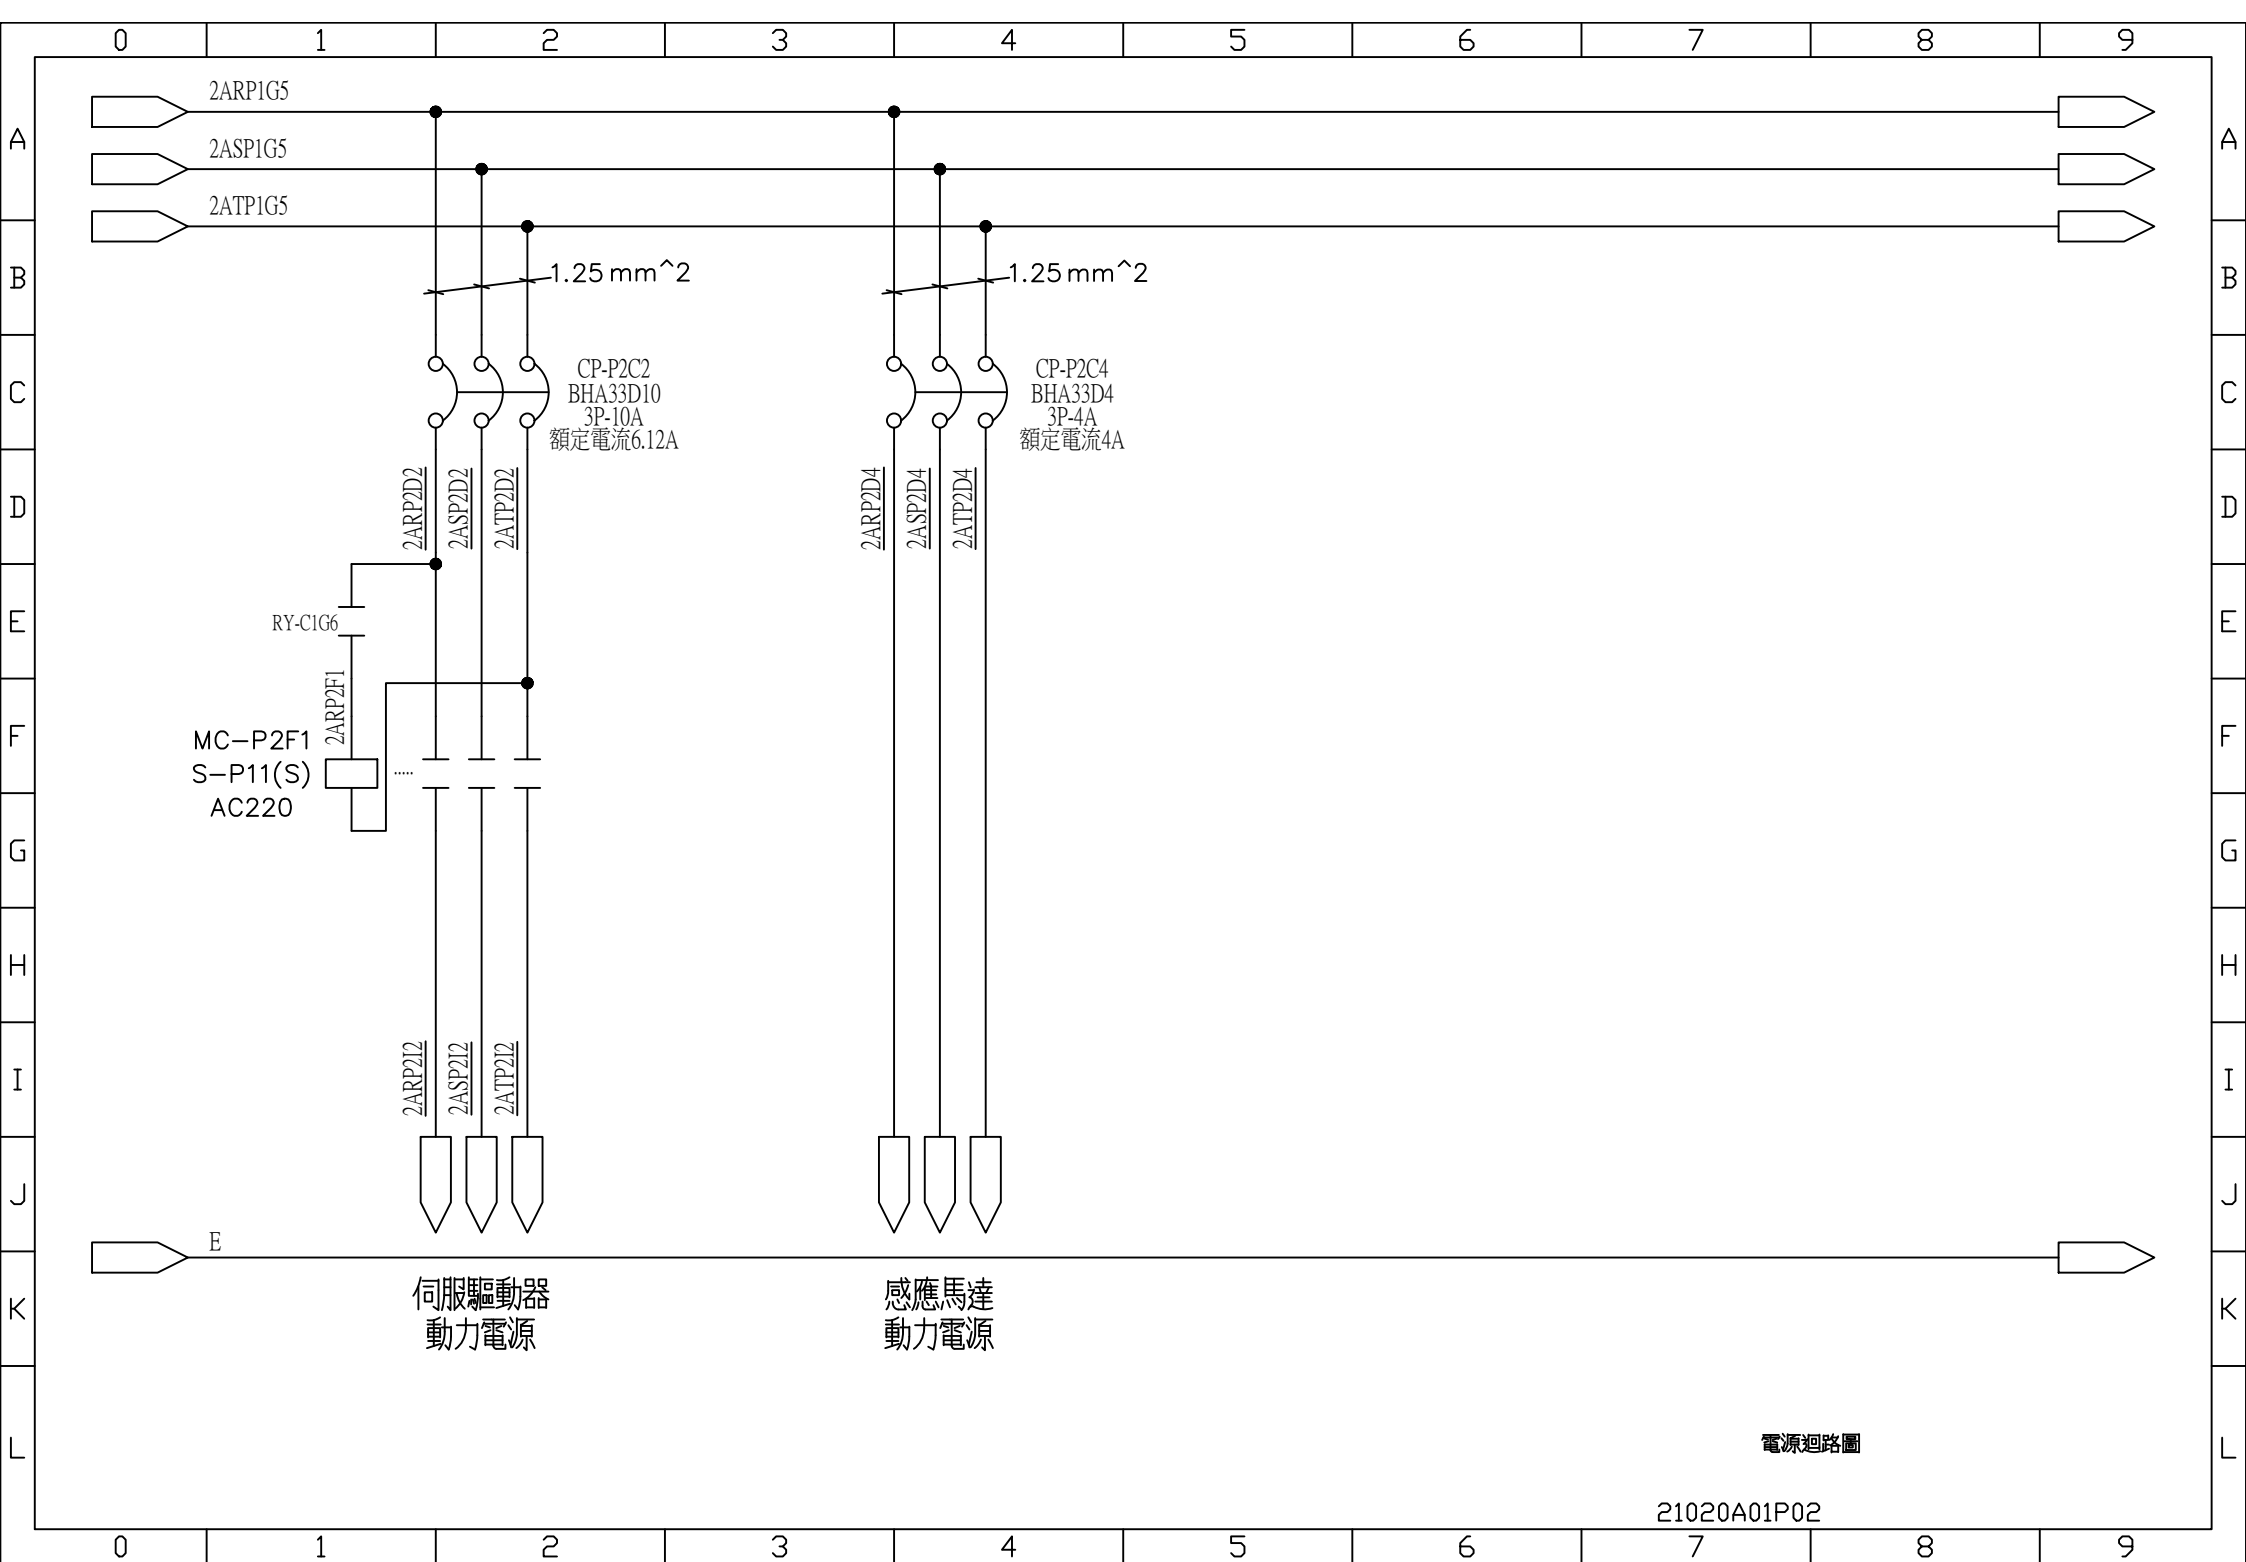 0 1 2 3 4 5 6 7 8 9
2ARP1G5
A A
2ASP1G5
2ATP1G5
B 1.25mm^2 1.25mm^2 B
CP-P2C2
BHA33D10
3P-10A
額定電流6.12A
CP-P2C4
BHA33D4
3P-4A
額定電流4A
C C
2ARP2D2
2ASP2D2
2ATP2D2
2ARP2D4
2ASP2D4
2ATP2D4
D D
RY-C1G6
E E
2ARP2F1
MC-P2F1
S-P11(S)
AC220
F F
G G
H H
2ARP2I2
2ASP2I2
2ATP2I2
I I
J J
E
伺服驅動器
動力電源
感應馬達
動力電源
K K
電源迴路圖
L L
21020A01P02
0 1 2 3 4 5 6 7 8 9